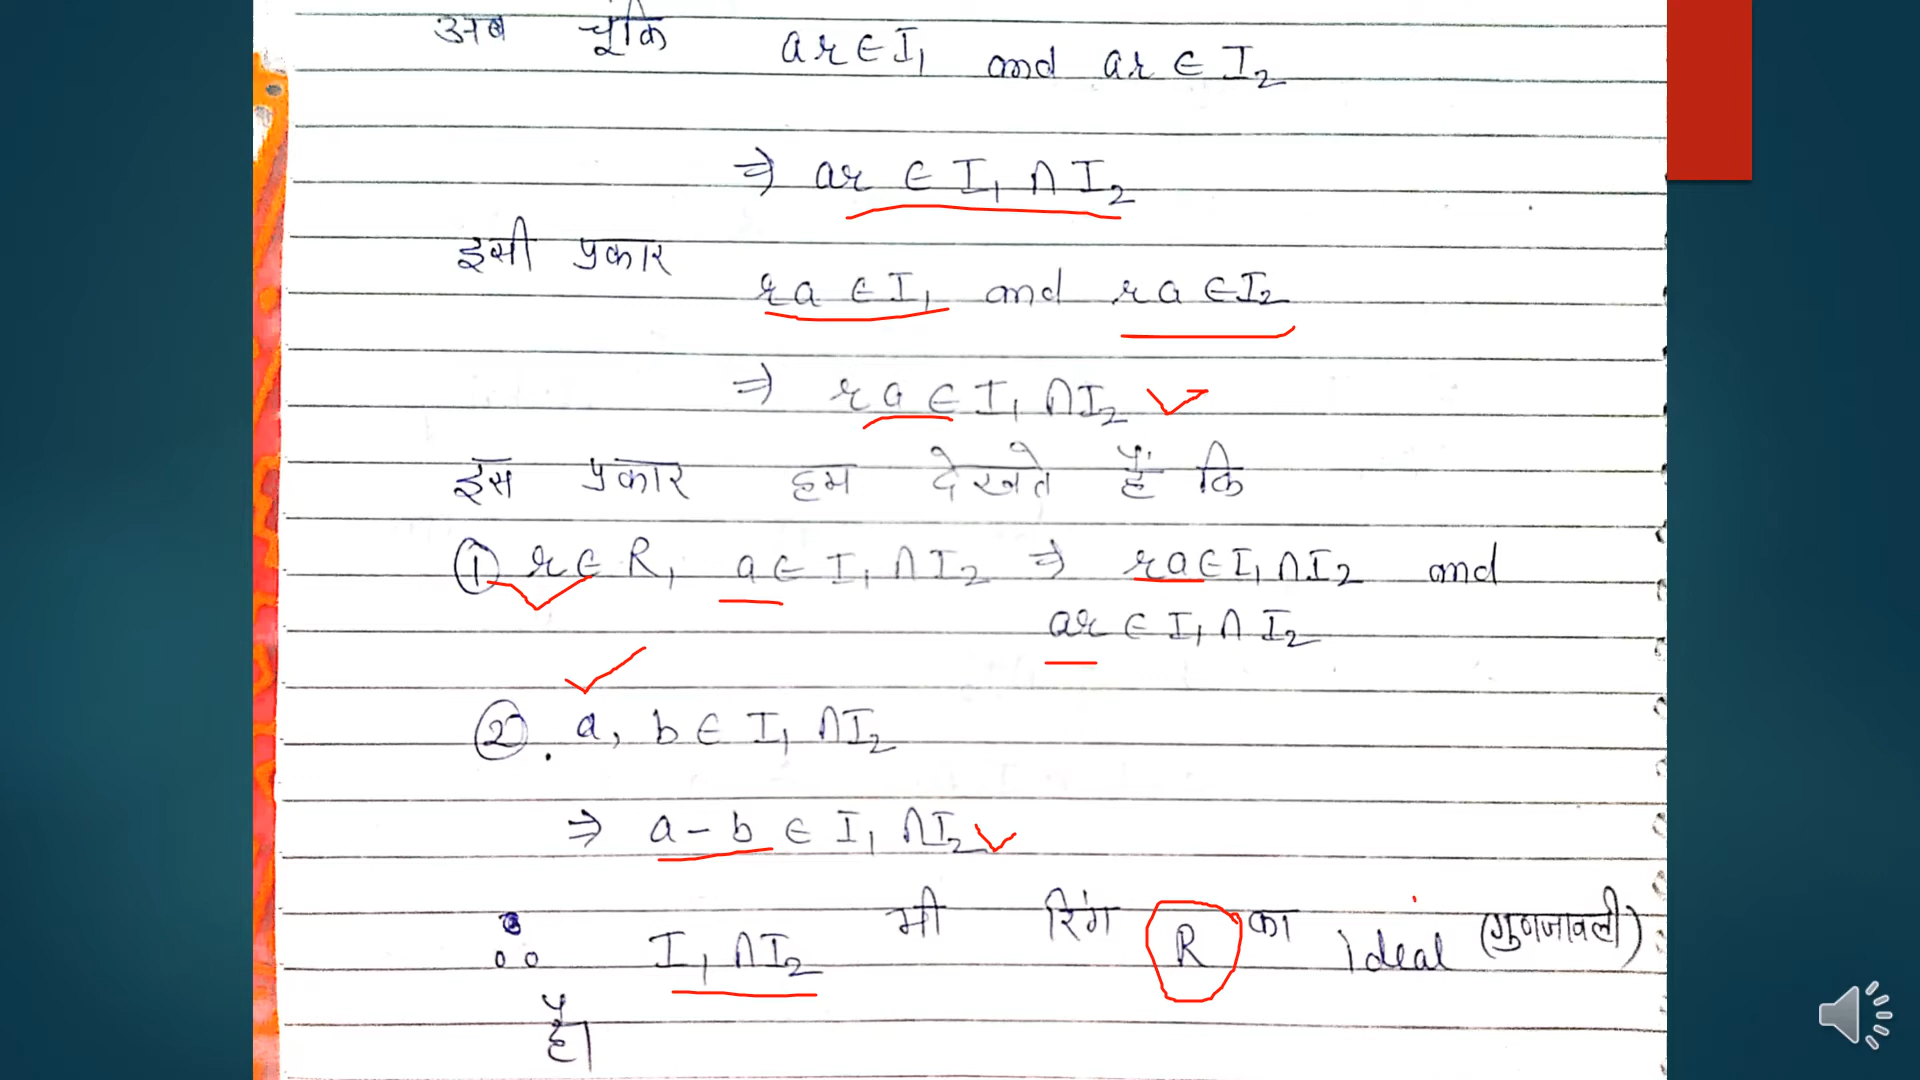 अब चूंकि ar ∈ I₁ and ar ∈ I₂
⇒ ar ∈ I₁ ∩ I₂
इसी प्रकार
ra ∈ I₁ and ra ∈ I₂
⇒ ra ∈ I₁ ∩ I₂
इस प्रकार हम देखते हैं कि
① r ∈ R, a ∈ I₁ ∩ I₂ ⇒ ra ∈ I₁ ∩ I₂ and
ar ∈ I₁ ∩ I₂
②. a, b ∈ I₁ ∩ I₂
⇒ a - b ∈ I₁ ∩ I₂
∴ I₁ ∩ I₂ भी रिंग R का ideal (गुणजावली)
है।